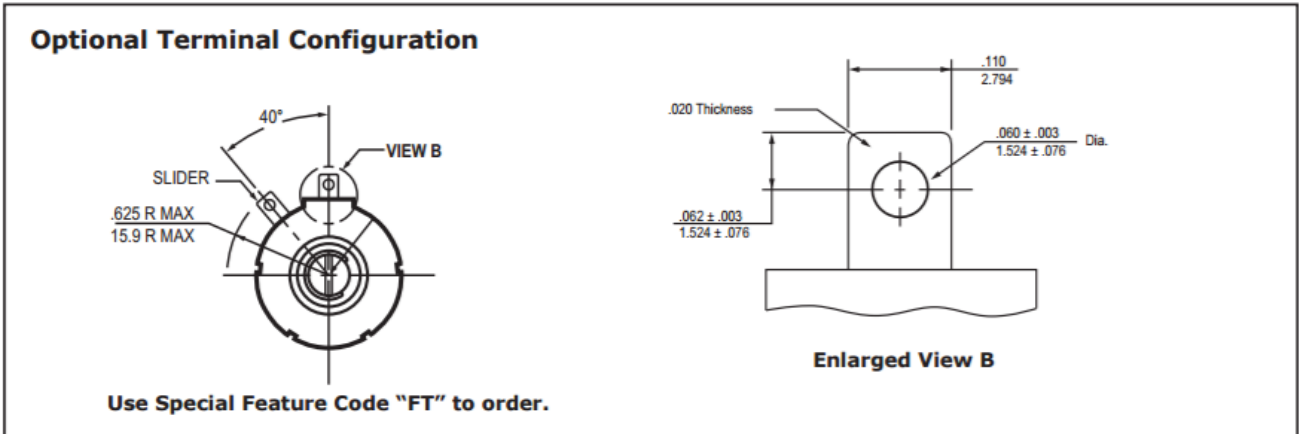 Optional Terminal Configuration
40°
VIEW B
SLIDER
.625 R MAX
15.9 R MAX
Use Special Feature Code “FT” to order.
.110
2.794
.020 Thickness
.060 ± .003
1.524 ± .076
Dia.
.062 ± .003
1.524 ± .076
Enlarged View B